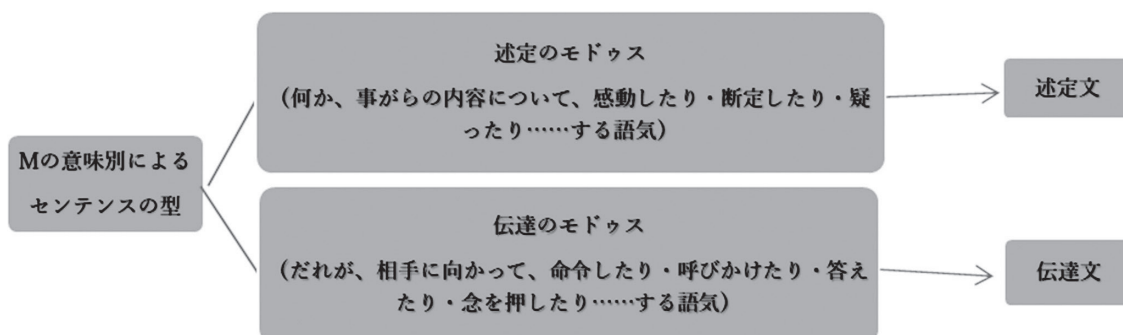 述定のモドゥス
（何か、事がらの内容について、感動したり・断定したり・疑
ったり……する語気）
述定文
Mの意味別による
センテンスの型
伝達のモドゥス
（だれが、相手に向かって、命令したり・呼びかけたり・答え
たり・念を押したり……する語気）
伝達文